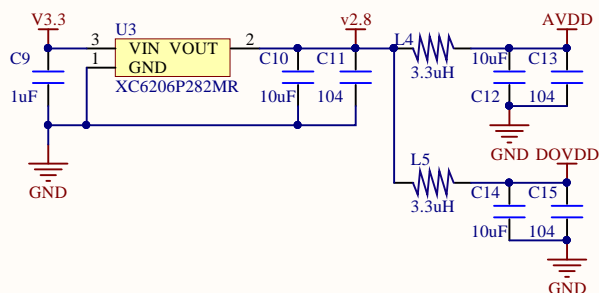 V3.3
U3
v2.8
AVDD
C9
3
VIN VOUT
2
C10
C11
L4
10uF
C13
1
GND
1uF
XC6206P282MR
10uF
104
3.3uH
C12
104
GND
GND
DOVDD
L5
3.3uH
C14
C15
10uF
104
GND